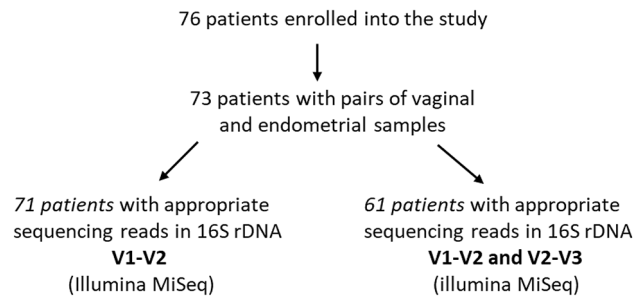 76 patients enrolled into the study
73 patients with pairs of vaginal
and endometrial samples
71 patients with appropriate
sequencing reads in 16S rDNA
V1-V2
(Illumina MiSeq)
61 patients with appropriate
sequencing reads in 16S rDNA
V1-V2 and V2-V3
(illumina MiSeq)